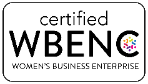 certified
WBENC
WOMEN'S BUSINESS ENTERPRISE